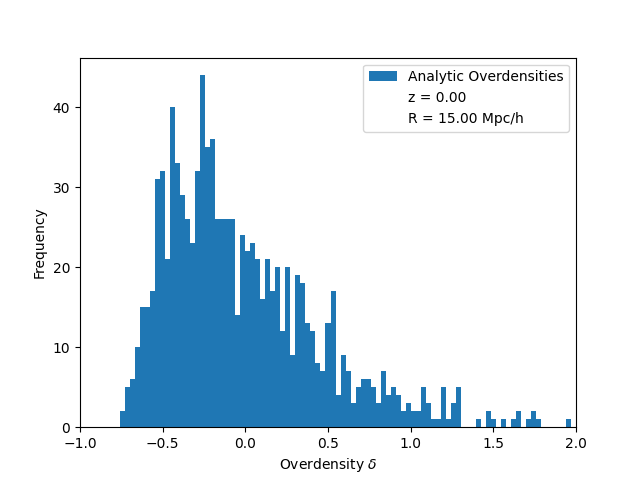 Analytic Overdensities
z = 0.00
R = 15.00 Mpc/h
40
30
20
10
0
Frequency
−1.0 −0.5 0.0 0.5 1.0 1.5 2.0
Overdensity δ